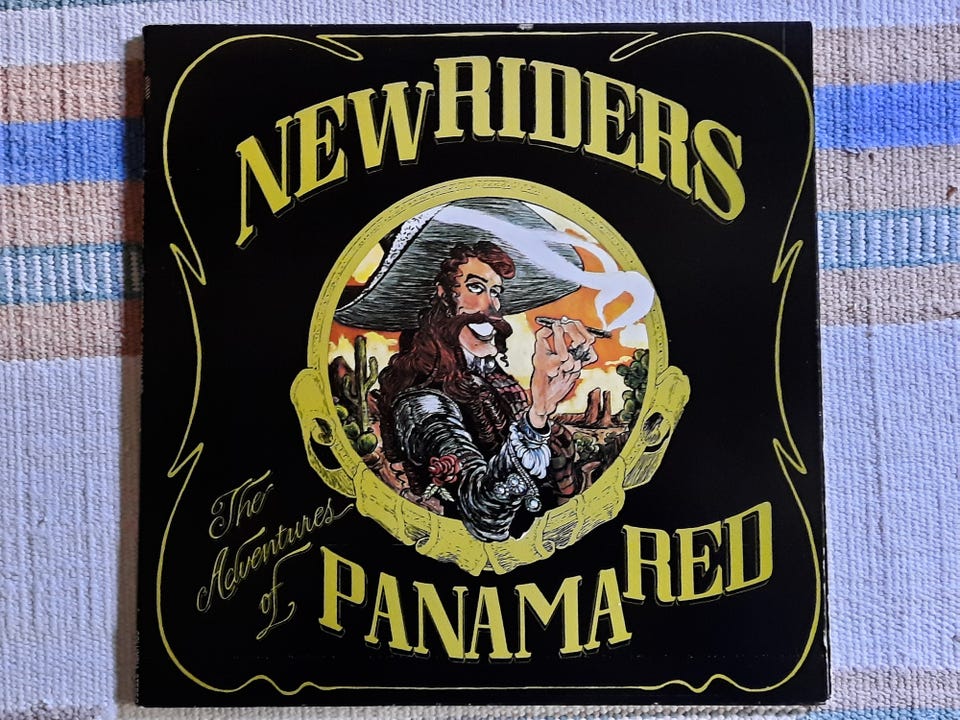 NEW RIDERS
The
Adventures
of
PANAMA RED